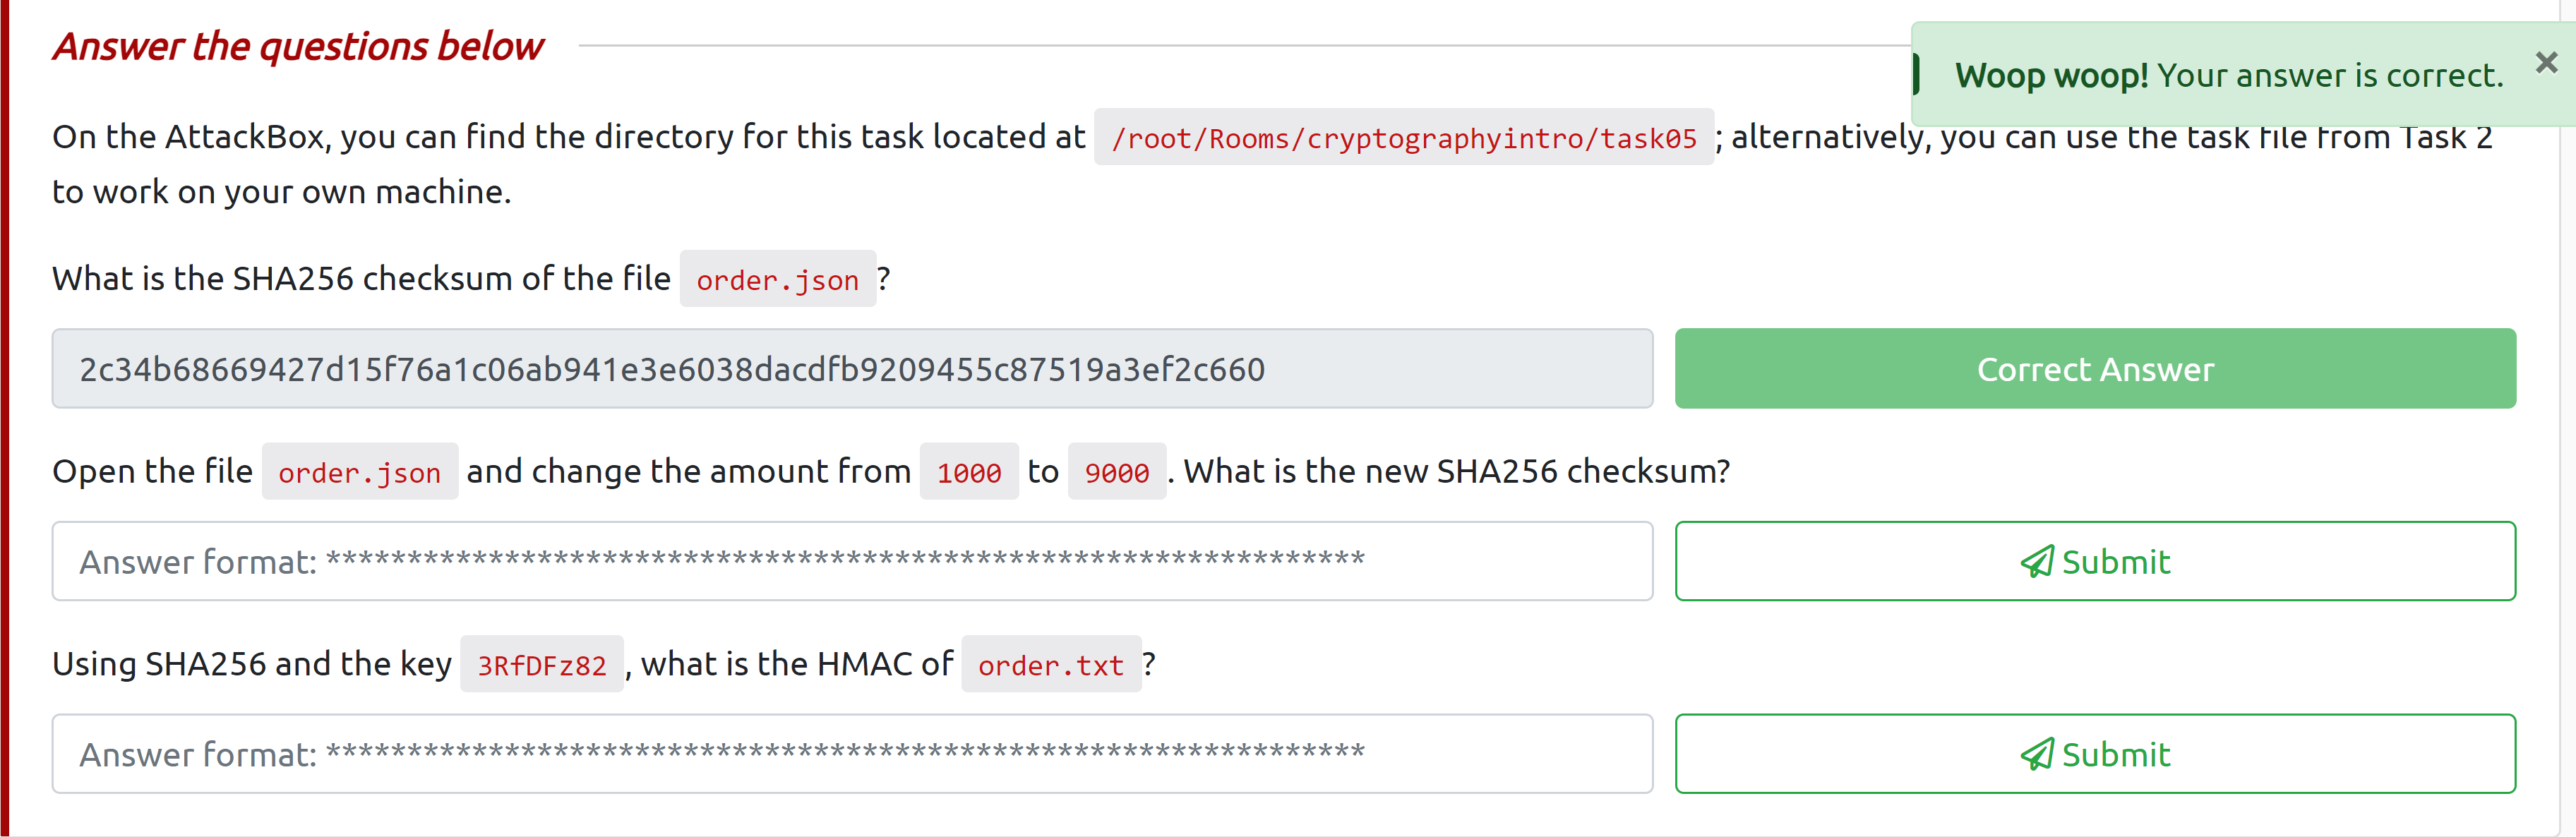 Answer the questions below
Woop woop! Your answer is correct. ×
On the AttackBox, you can find the directory for this task located at /root/Rooms/cryptographyintro/task05; alternatively, you can use the task file from Task 2
to work on your own machine.
What is the SHA256 checksum of the file order.json?
2c34b68669427d15f76a1c06ab941e3e6038dacdfb9209455c87519a3ef2c660
Correct Answer
Open the file order.json and change the amount from 1000 to 9000. What is the new SHA256 checksum?
Answer format: ****************************************************************
Submit
Using SHA256 and the key 3RfDFz82, what is the HMAC of order.txt?
Answer format: ****************************************************************
Submit